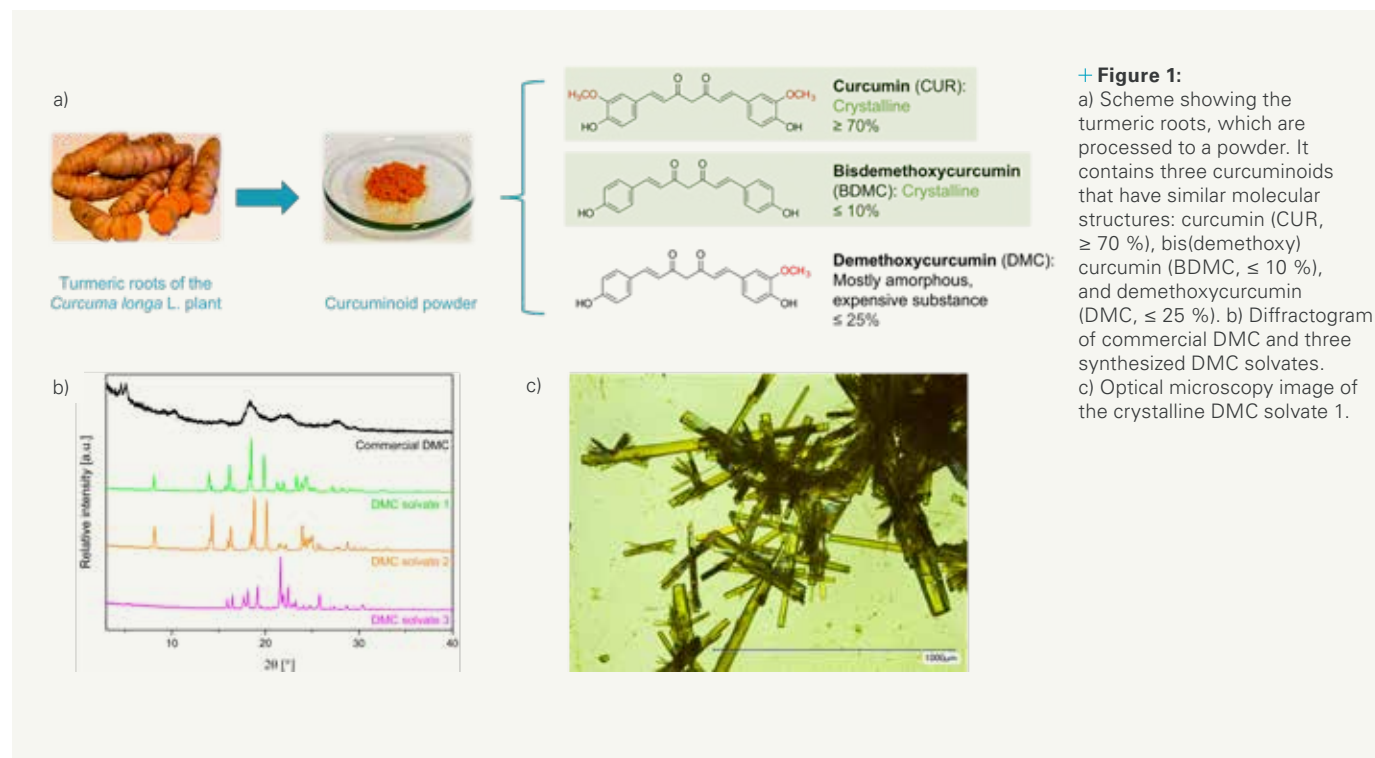 a)
Turmeric roots of the
Curcuma longa L. plant
Curcuminoid powder
H₃CO
O
O
OCH₃
HO
OH
Curcumin (CUR):
Crystalline
≥ 70%
O
O
HO
OH
Bisdemethoxycurcumin
(BDMC): Crystalline
≤ 10%
O
O
OCH₃
HO
OH
Demethoxycurcumin (DMC):
Mostly amorphous,
expensive substance
≤ 25%
+ Figure 1:
a) Scheme showing the
turmeric roots, which are
processed to a powder. It
contains three curcuminoids
that have similar molecular
structures: curcumin (CUR,
≥ 70 %), bis(demethoxy)
curcumin (BDMC, ≤ 10 %),
and demethoxycurcumin
(DMC, ≤ 25 %). b) Diffractogram
of commercial DMC and three
synthesized DMC solvates.
c) Optical microscopy image of
the crystalline DMC solvate 1.
b)
Relative intensity [a.u.]
Commercial DMC
DMC solvate 1
DMC solvate 2
DMC solvate 3
10
20
30
40
2θ [°]
c)
1000µm